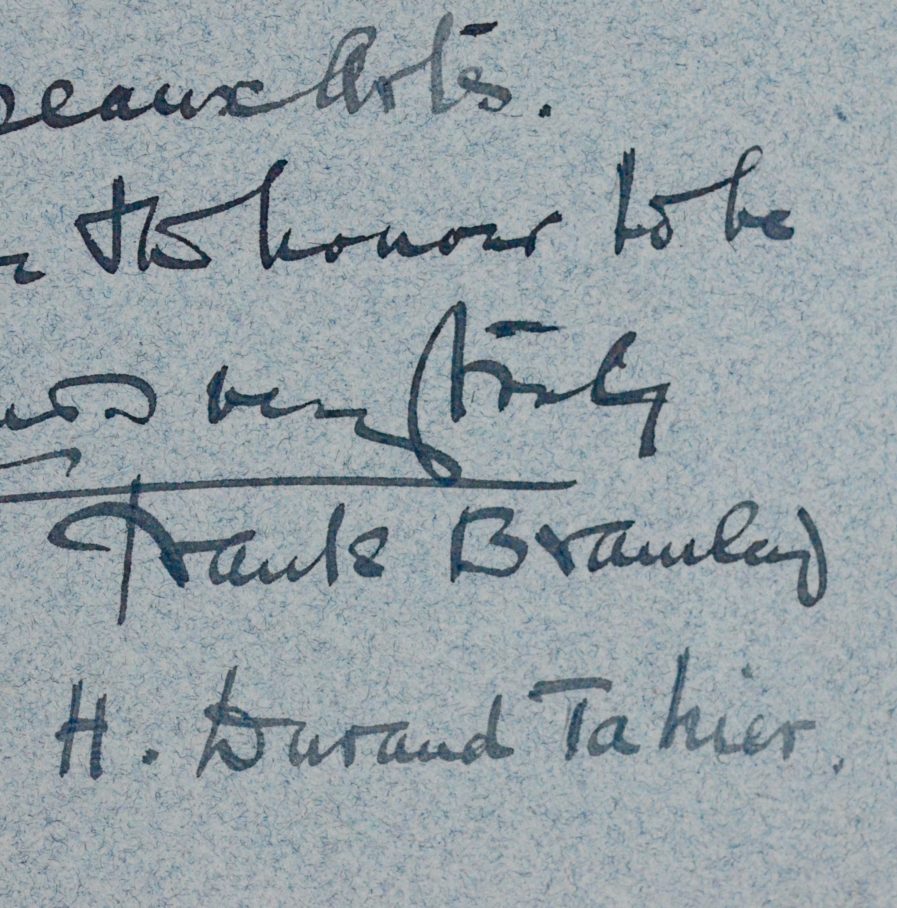 Beaux Arts.
the honour to be
very truly
Frank Bramley
H. Durand Tahier.